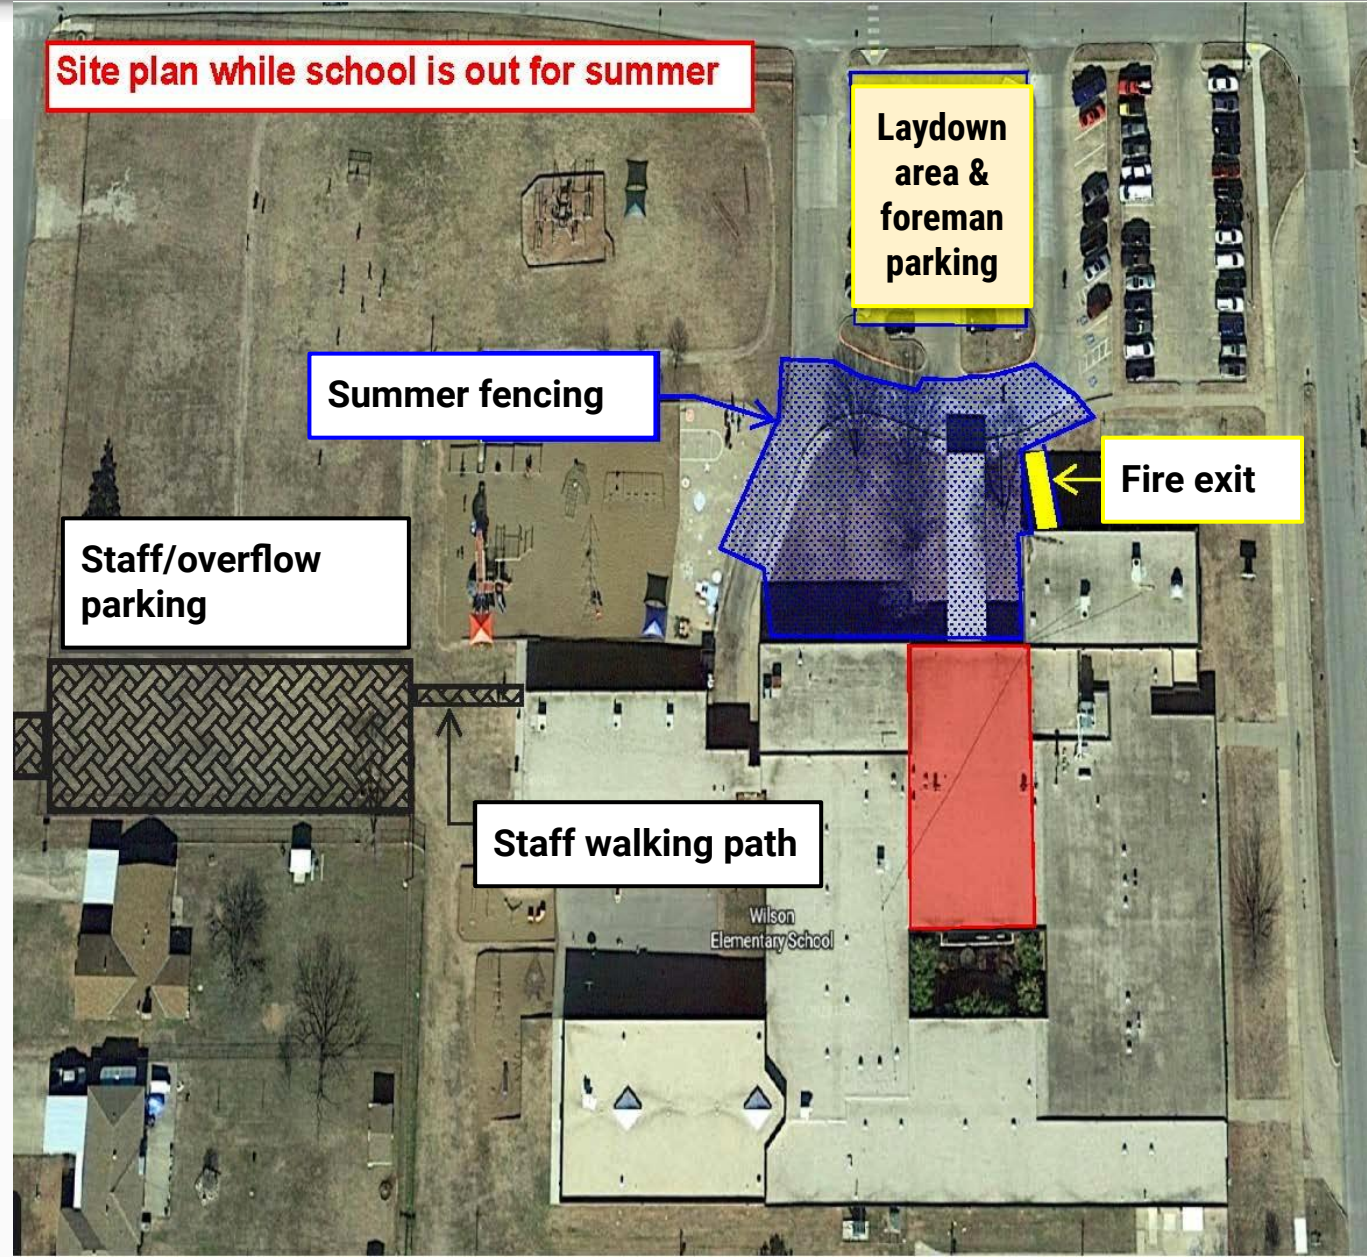 Site plan while school is out for summer
Laydown
area &
foreman
parking
Summer fencing
Fire exit
Staff/overflow
parking
Staff walking path
Wilson
Elementary School